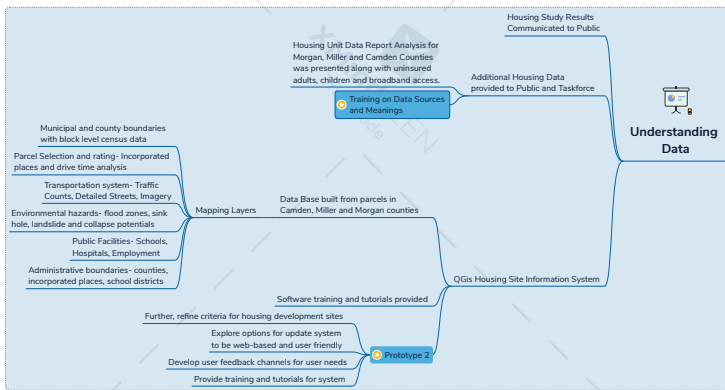 Understanding
Data
Housing Study Results
Communicated to Public
Additional Housing Data
provided to Public and Taskforce
Housing Unit Data Report Analysis for
Morgan, Miller and Camden Counties
was presented along with uninsured
adults, children and broadband access.
Training on Data Sources
and Meanings
QGis Housing Site Information System
Data Base built from parcels in
Camden, Miller and Morgan counties
Mapping Layers
Municipal and county boundaries
with block level census data
Parcel Selection and rating- Incorporated
places and drive time analysis
Transportation system- Traffic
Counts, Detailed Streets, Imagery
Environmental hazards- flood zones, sink
hole, landslide and collapse potentials
Public Facilities- Schools,
Hospitals, Employment
Administrative boundaries- counties,
incorporated places, school districts
Software training and tutorials provided
Prototype 2
Further, refine criteria for housing development sites
Explore options for update system
to be web-based and user friendly
Develop user feedback channels for user needs
Provide training and tutorials for system